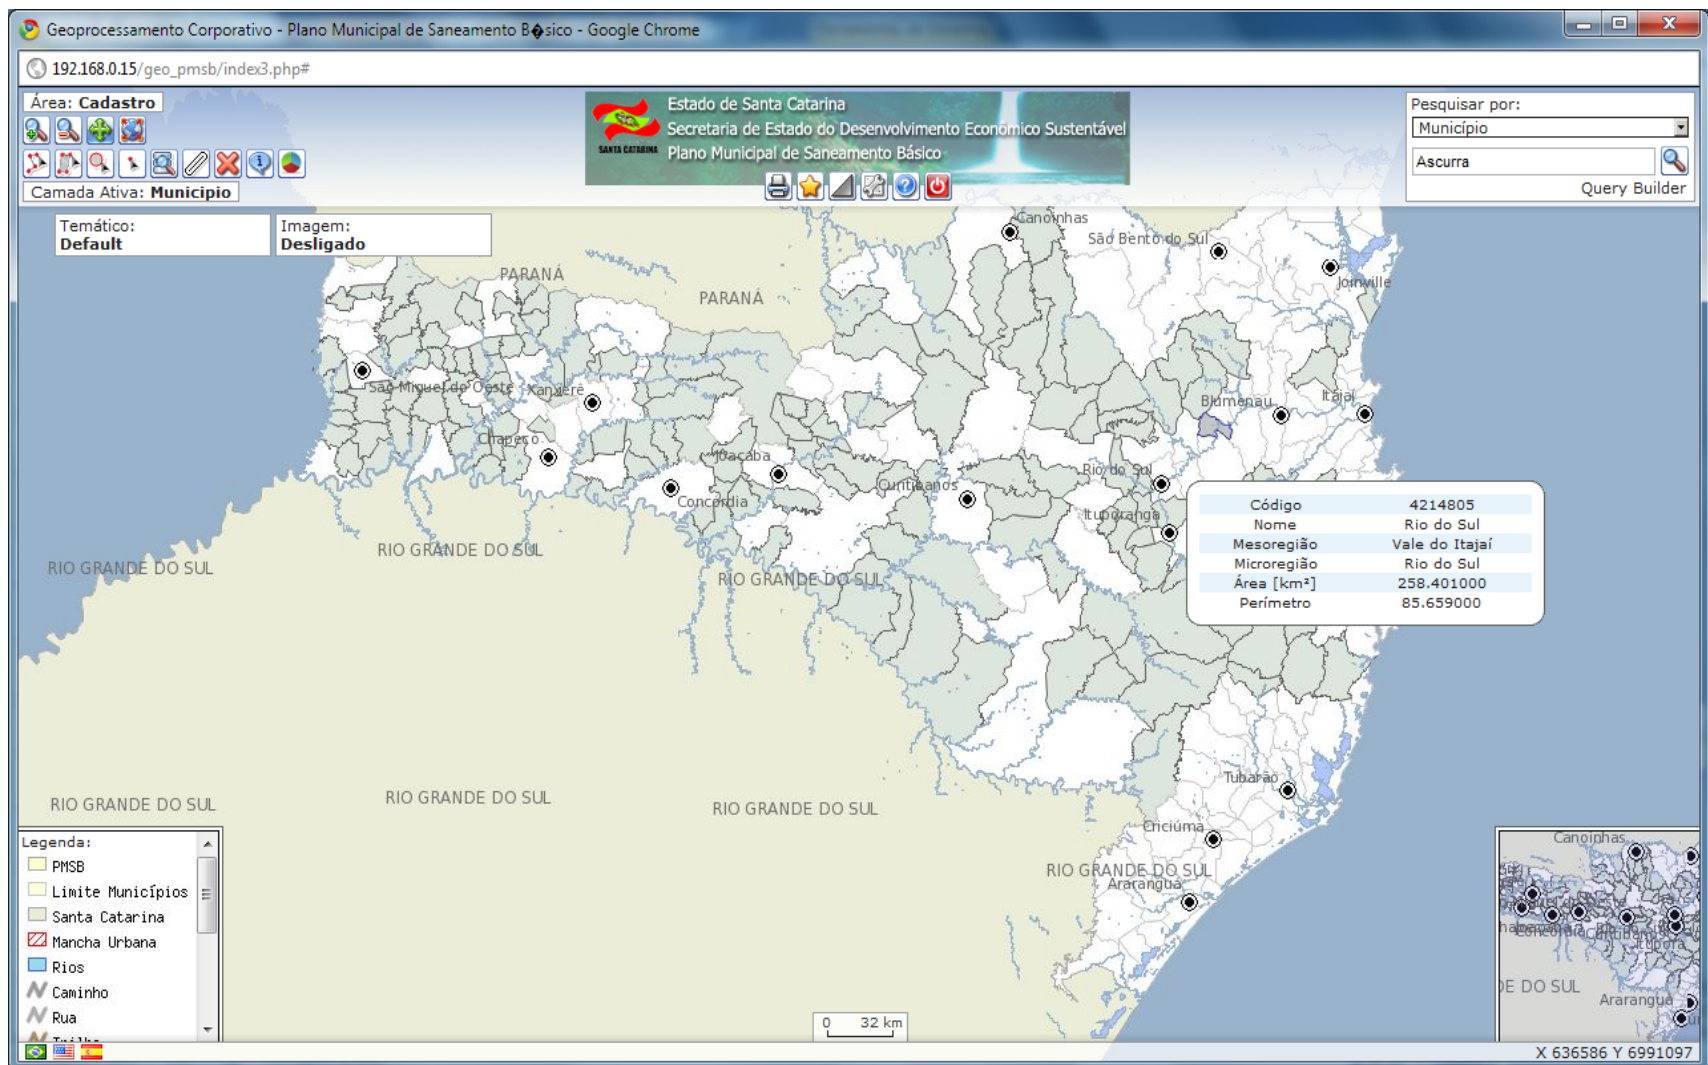 Geoprocessamento Corporativo - Plano Municipal de Saneamento B�sico - Google Chrome
192.168.0.15/geo_pmsb/index3.php#
Área: Cadastro
Camada Ativa: Municipio
SANTA CATARINA
Estado de Santa Catarina
Secretaria de Estado do Desenvolvimento Econômico Sustentável
Plano Municipal de Saneamento Básico
Pesquisar por:
Município
Ascurra
Query Builder
Temático:
Default
Imagem:
Desligado
Canoinhas
São Bento do Sul
Joinville
PARANÁ
PARANÁ
São Miguel do Oeste
Xanxerê
Chapecó
Joaçaba
Concórdia
Curitibanos
Blumenau
Itajaí
Rio do Sul
Ituporanga
Código 4214805
Nome Rio do Sul
Mesoregião Vale do Itajaí
Microregião Rio do Sul
Área [km²] 258.401000
Perímetro 85.659000
RIO GRANDE DO SUL
RIO GRANDE DO SUL
RIO GRANDE DO SUL
Tubarão
RIO GRANDE DO SUL
RIO GRANDE DO SUL
RIO GRANDE DO SUL
Criciúma
RIO GRANDE DO SUL
Araranguá
Legenda:
PMSB
Limite Municípios
Santa Catarina
Mancha Urbana
Rios
Caminho
Rua
0 32 km
Canoinhas
DE DO SUL
Araranguá
X 636586 Y 6991097